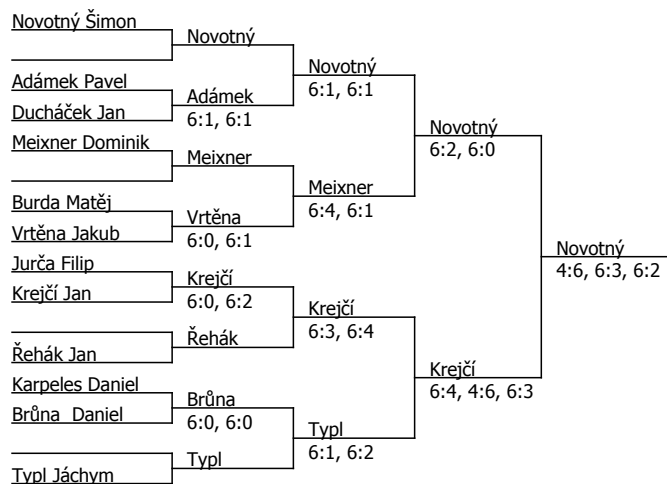 Novotný Šimon
Novotný
Novotný
6:1, 6:1
Adámek Pavel
Adámek
6:1, 6:1
Ducháček Jan
Novotný
6:2, 6:0
Meixner Dominik
Meixner
Meixner
6:4, 6:1
Burda Matěj
Vrtěna
6:0, 6:1
Vrtěna Jakub
Novotný
4:6, 6:3, 6:2
Jurča Filip
Krejčí
6:0, 6:2
Krejčí Jan
Krejčí
6:3, 6:4
Řehák
Řehák Jan
Krejčí
6:4, 4:6, 6:3
Karpeles Daniel
Brůna
6:0, 6:0
Brůna  Daniel
Typl
6:1, 6:2
Typl
Typl Jáchym